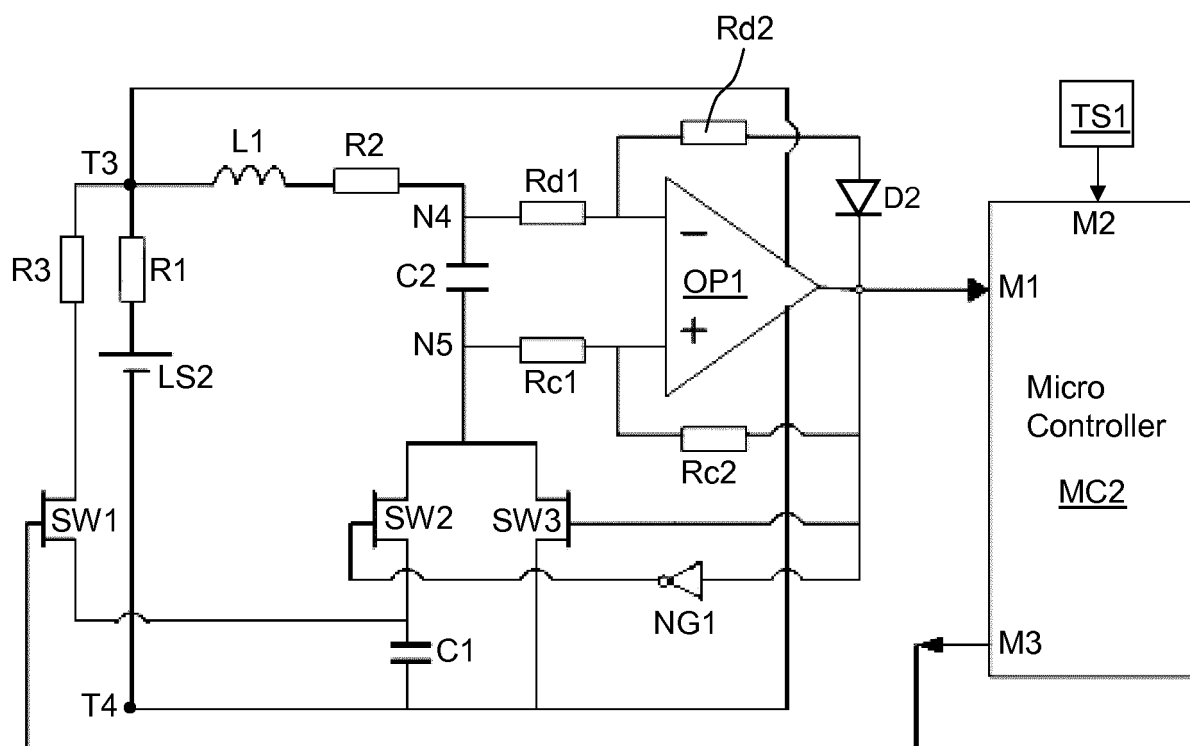 Rd2
TS1
L1
R2
T3
Rd1
N4
D2
M2
R3
R1
C2
OP1
M1
N5
LS2
Rc1
Micro
Controller
Rc2
MC2
SW1
SW2
SW3
NG1
C1
M3
T4